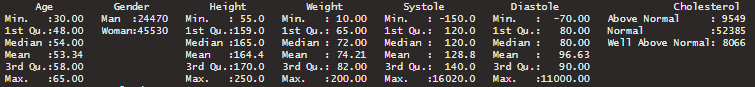 Age Gender Height Weight Systole Diastole Cholesterol
Min. :30.00 Man :24470 Min. : 55.0 Min. : 10.00 Min. : -150.0 Min. : -70.00 Above Normal : 9549
1st Qu.:48.00 Woman:45530 1st Qu.:159.0 1st Qu.: 65.00 1st Qu.: 120.0 1st Qu.: 80.00 Normal :52385
Median :54.00 Median :165.0 Median : 72.00 Median : 120.0 Median : 80.00 Well Above Normal: 8066
Mean :53.34 Mean :164.4 Mean : 74.21 Mean : 128.8 Mean : 96.63
3rd Qu.:58.00 3rd Qu.:170.0 3rd Qu.: 82.00 3rd Qu.: 140.0 3rd Qu.: 90.00
Max. :65.00 Max. :250.0 Max. :200.00 Max. :16020.0 Max. :11000.00